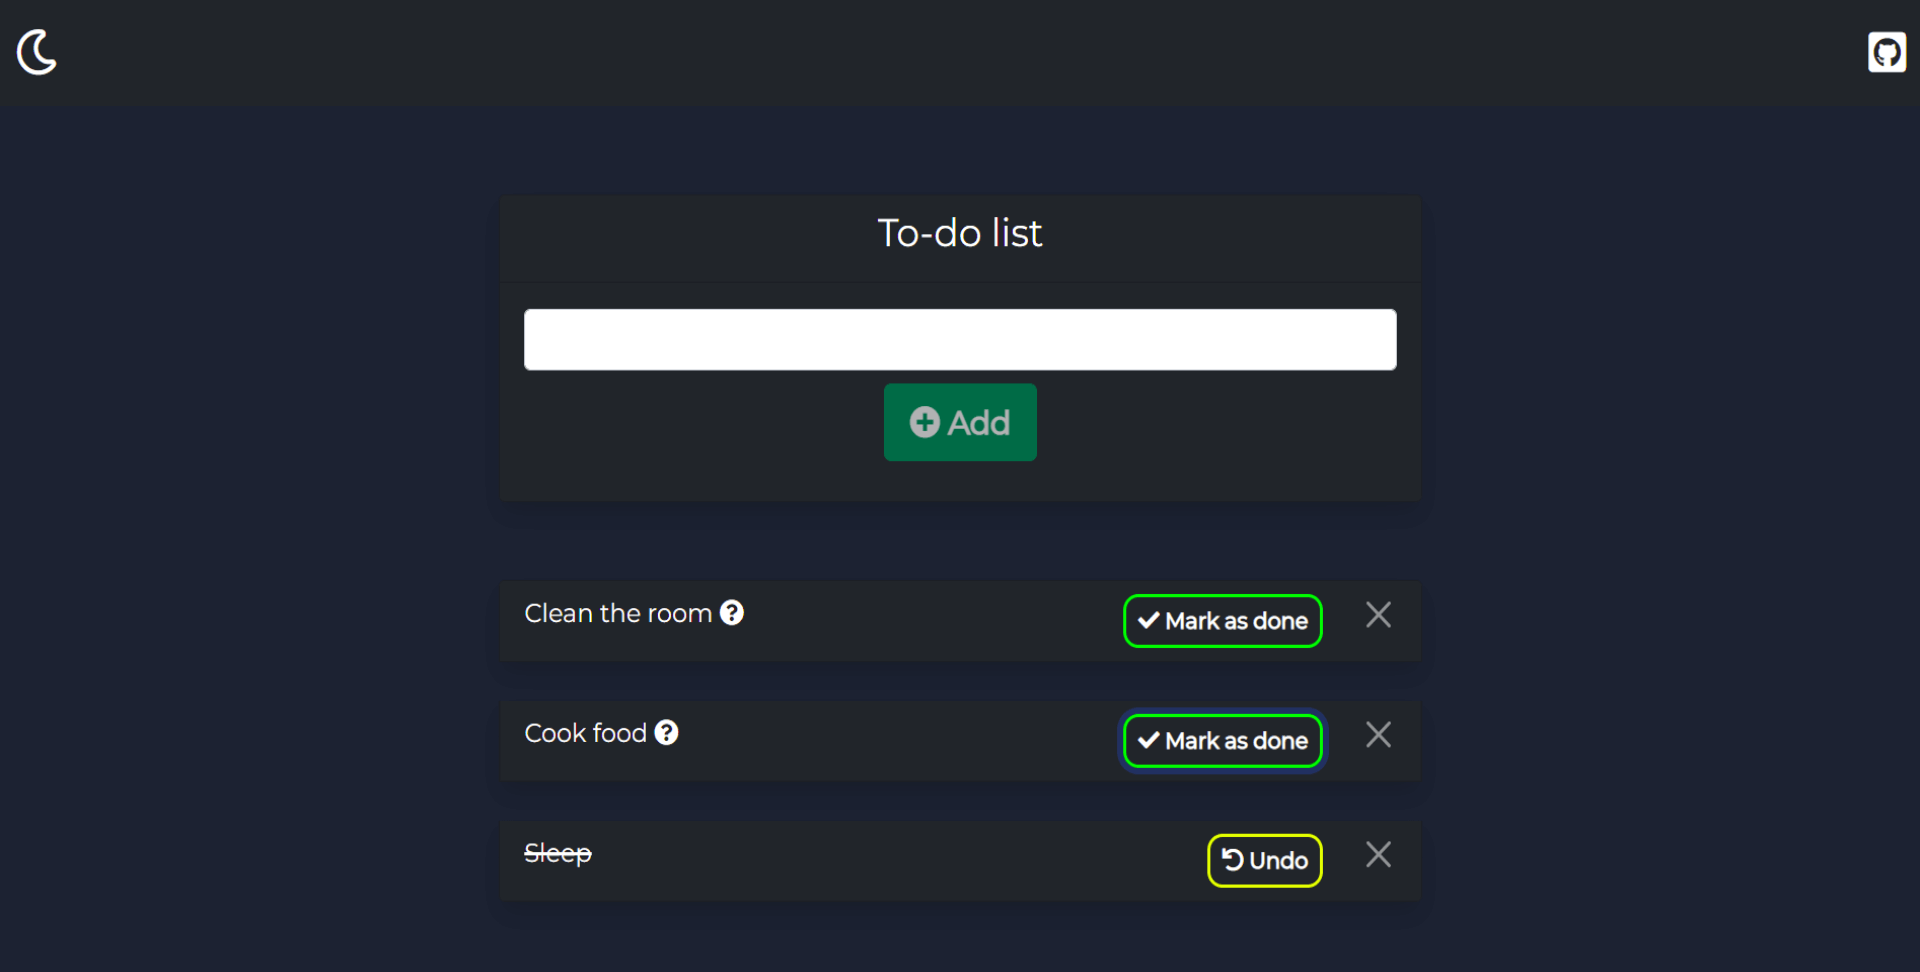 To-do list
Add
Clean the room
Mark as done
Cook food
Mark as done
Sleep
Undo